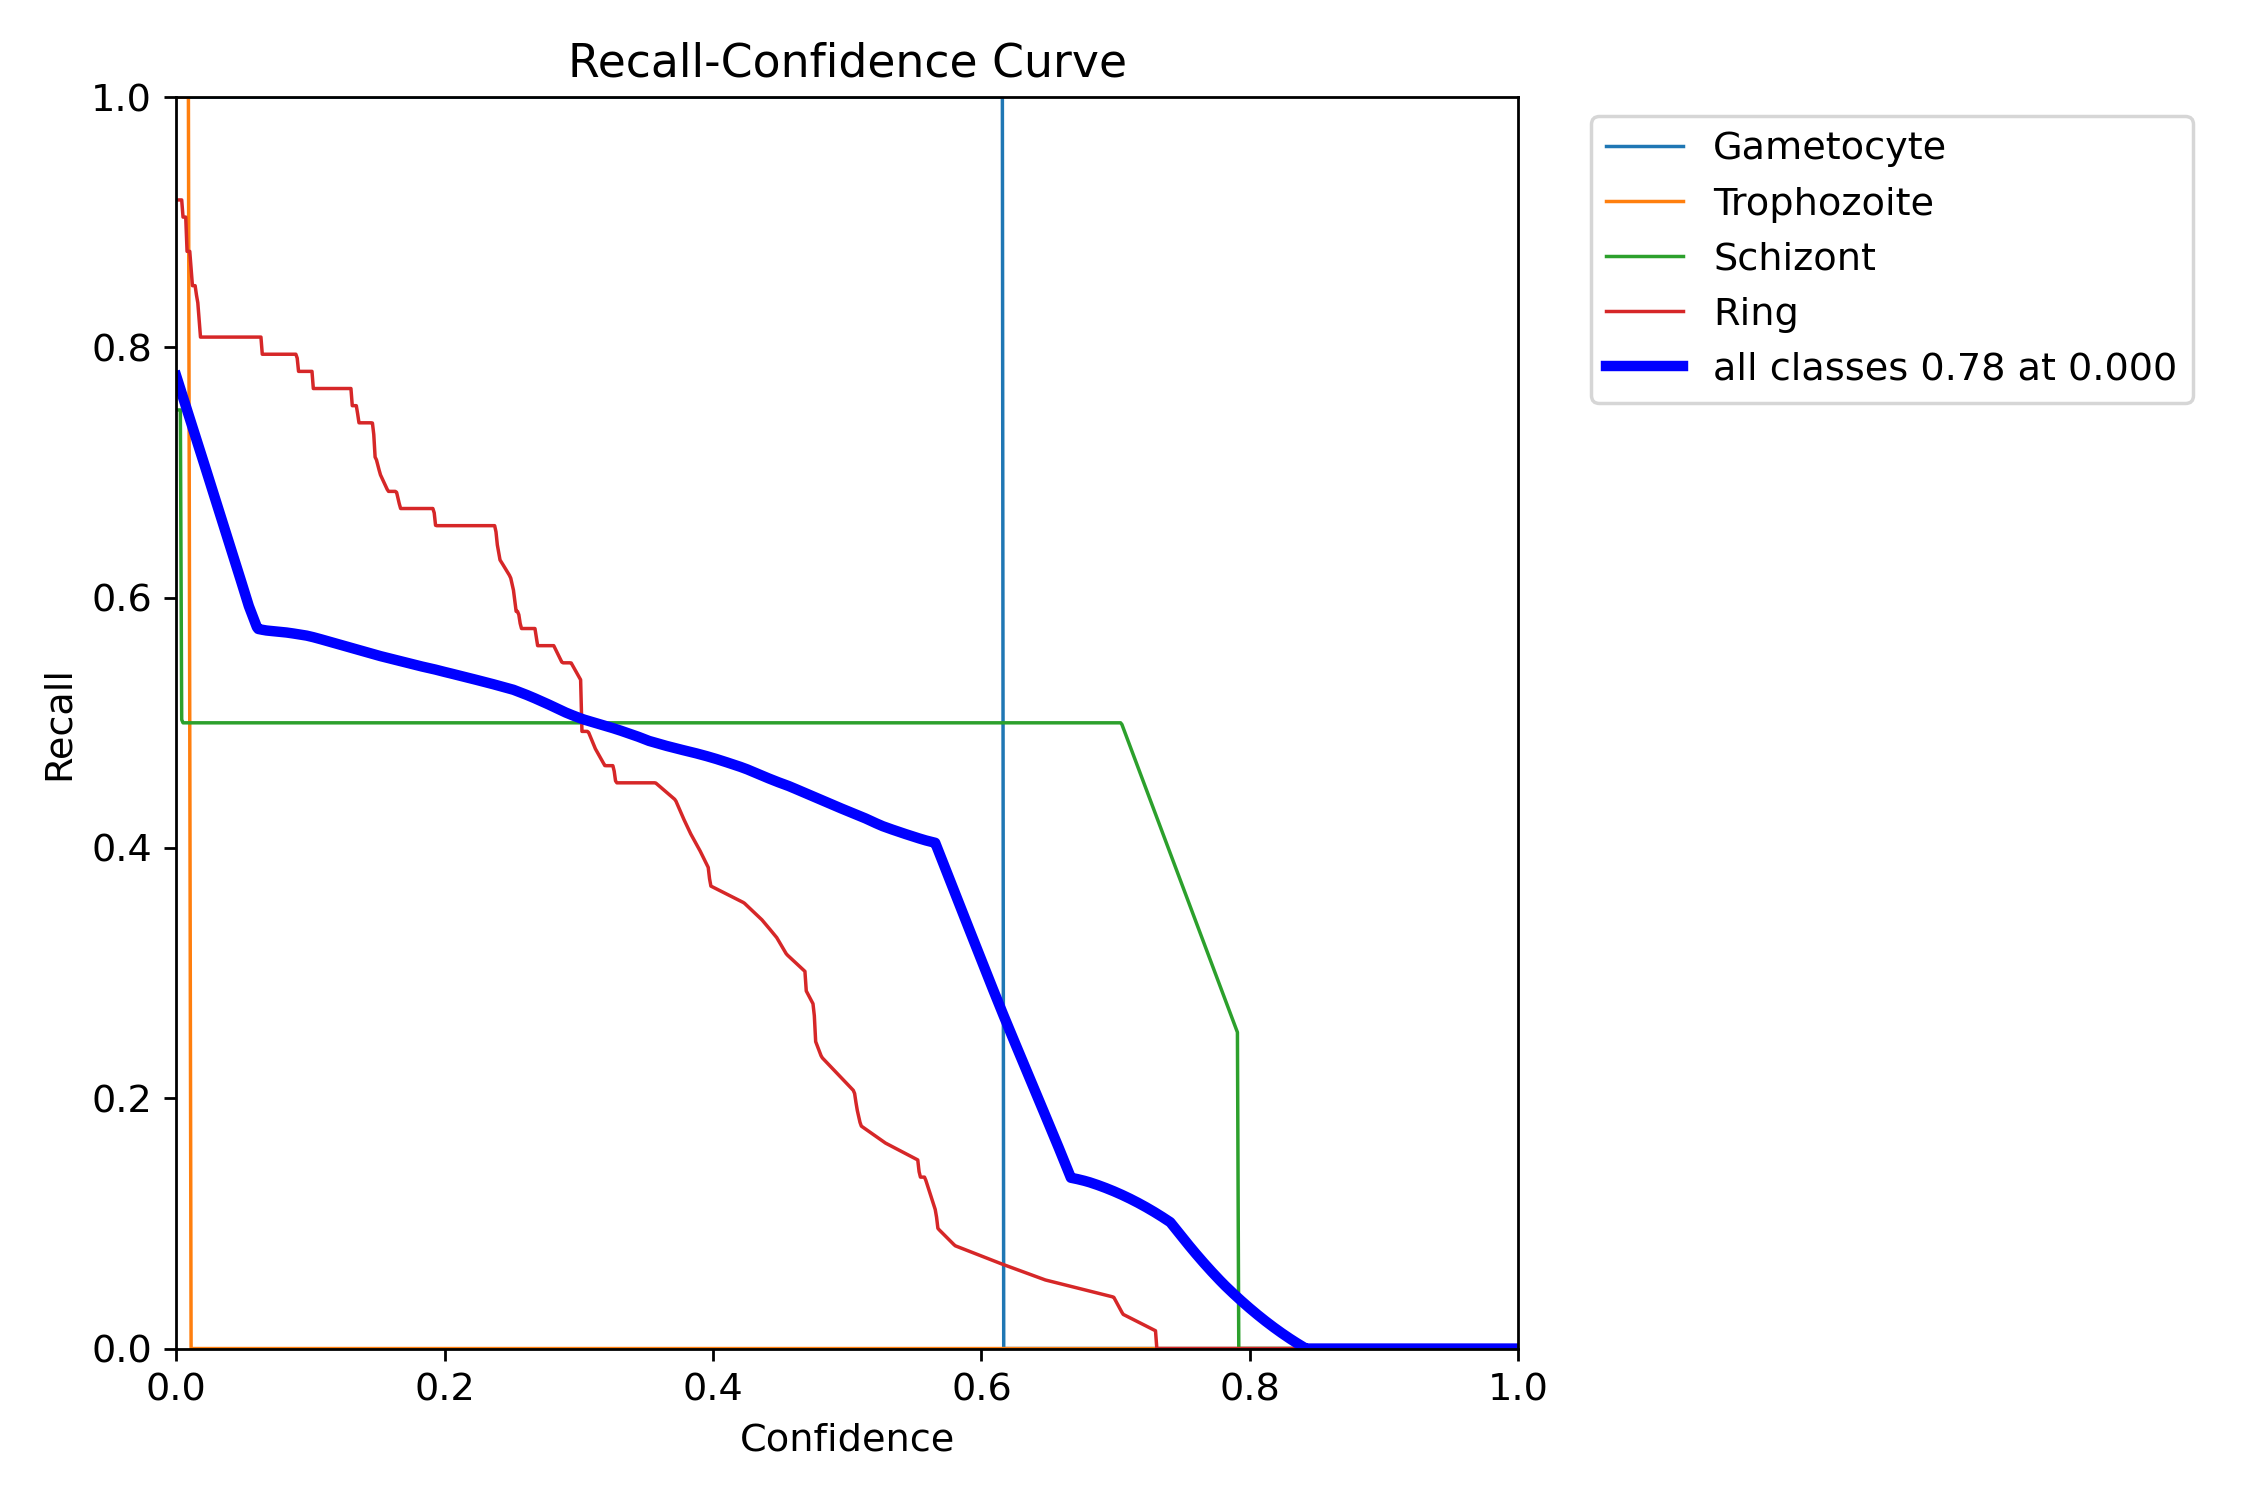 Recall-Confidence Curve
1.0
0.8
0.6
0.4
0.2
0.0
Recall
0.0 0.2 0.4 0.6 0.8 1.0
Confidence
Gametocyte
Trophozoite
Schizont
Ring
all classes 0.78 at 0.000